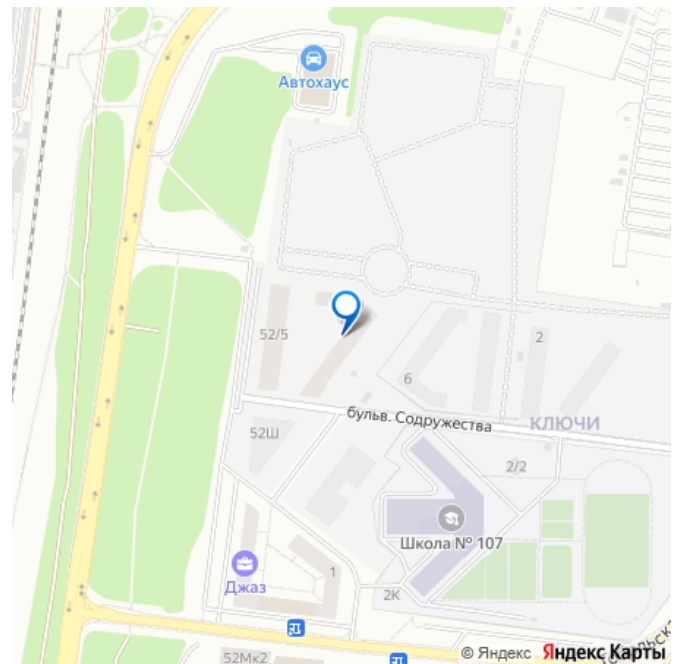 Автохаус
52/5
2
6
бульв. Содружества
КЛЮЧИ
52Ш
2/2
Школа № 107
Джаз
1
2К
52Мк2
© Яндекс Яндекс Карты